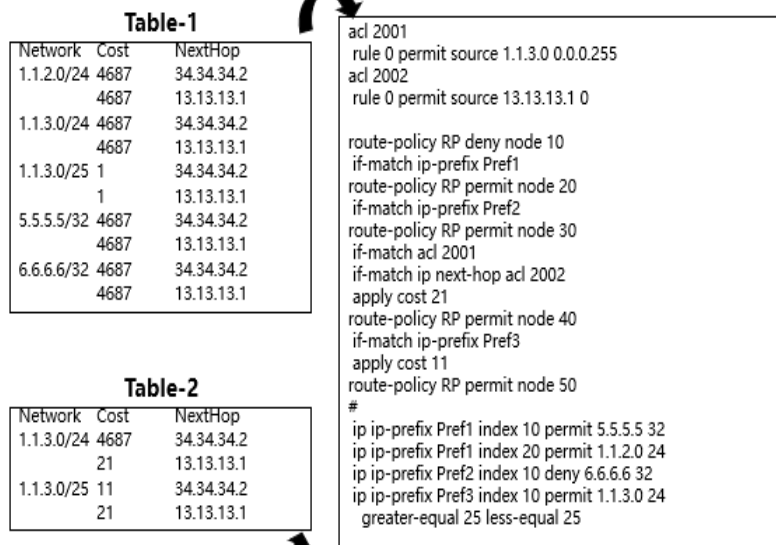 Table-1
Network Cost NextHop
1.1.2.0/24 4687 34.34.34.2
4687 13.13.13.1
1.1.3.0/24 4687 34.34.34.2
4687 13.13.13.1
1.1.3.0/25 1 34.34.34.2
1 13.13.13.1
5.5.5.5/32 4687 34.34.34.2
4687 13.13.13.1
6.6.6.6/32 4687 34.34.34.2
4687 13.13.13.1
Table-2
Network Cost NextHop
1.1.3.0/24 4687 34.34.34.2
21 13.13.13.1
1.1.3.0/25 11 34.34.34.2
21 13.13.13.1
acl 2001
rule 0 permit source 1.1.3.0 0.0.0.255
acl 2002
rule 0 permit source 13.13.13.1 0
route-policy RP deny node 10
if-match ip-prefix Pref1
route-policy RP permit node 20
if-match ip-prefix Pref2
route-policy RP permit node 30
if-match acl 2001
if-match ip next-hop acl 2002
apply cost 21
route-policy RP permit node 40
if-match ip-prefix Pref3
apply cost 11
route-policy RP permit node 50
#
ip ip-prefix Pref1 index 10 permit 5.5.5.5 32
ip ip-prefix Pref1 index 20 permit 1.1.2.0 24
ip ip-prefix Pref2 index 10 deny 6.6.6.6 32
ip ip-prefix Pref3 index 10 permit 1.1.3.0 24
greater-equal 25 less-equal 25